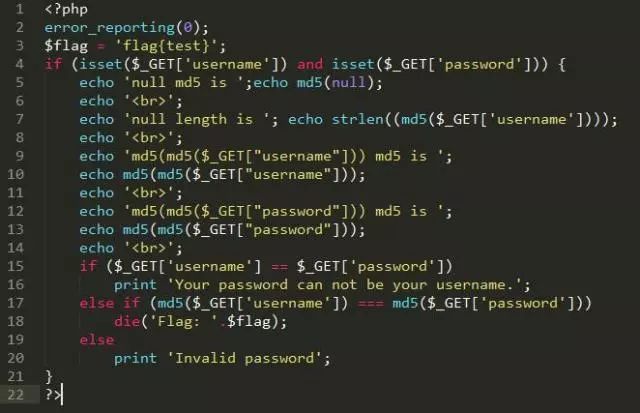 1 <?php
2 error_reporting(0);
3 $flag = 'flag{test}';
4 if (isset($_GET['username']) and isset($_GET['password'])) {
5 echo 'null md5 is ';echo md5(null);
6 echo '<br>';
7 echo 'null length is '; echo strlen((md5($_GET['username'])));
8 echo '<br>';
9 echo 'md5(md5($_GET["username"])) md5 is ';
10 echo md5(md5($_GET["username"]));
11 echo '<br>';
12 echo 'md5(md5($_GET["password"])) md5 is ';
13 echo md5(md5($_GET["password"]));
14 echo '<br>';
15 if ($_GET['username'] == $_GET['password'])
16 print 'Your password can not be your username.';
17 else if (md5($_GET['username']) === md5($_GET['password']))
18 die('Flag: '.$flag);
19 else
20 print 'Invalid password';
21 }
22 ?>